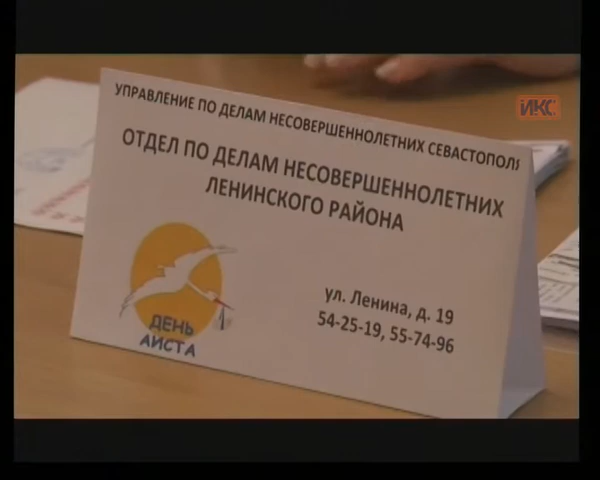 ИКС
УПРАВЛЕНИЕ ПО ДЕЛАМ НЕСОВЕРШЕННОЛЕТНИХ СЕВАСТОПОЛЯ
ОТДЕЛ ПО ДЕЛАМ НЕСОВЕРШЕННОЛЕТНИХ
ЛЕНИНСКОГО РАЙОНА
ул. Ленина, д. 19
54-25-19, 55-74-96
ДЕНЬ
АИСТА